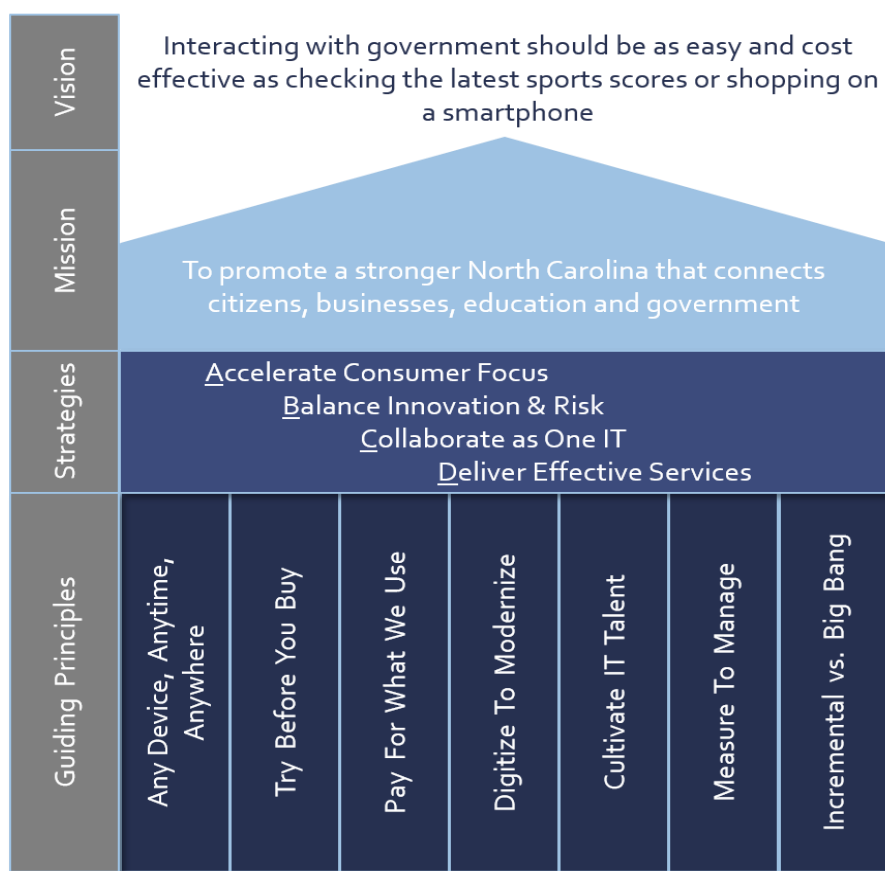 Vision
Interacting with government should be as easy and cost
effective as checking the latest sports scores or shopping on
a smartphone
Mission
To promote a stronger North Carolina that connects
citizens, businesses, education and government
Strategies
Accelerate Consumer Focus
Balance Innovation & Risk
Collaborate as One IT
Deliver Effective Services
Guiding Principles
Any Device, Anytime,
Anywhere
Try Before You Buy
Pay For What We Use
Digitize To Modernize
Cultivate IT Talent
Measure To Manage
Incremental vs. Big Bang